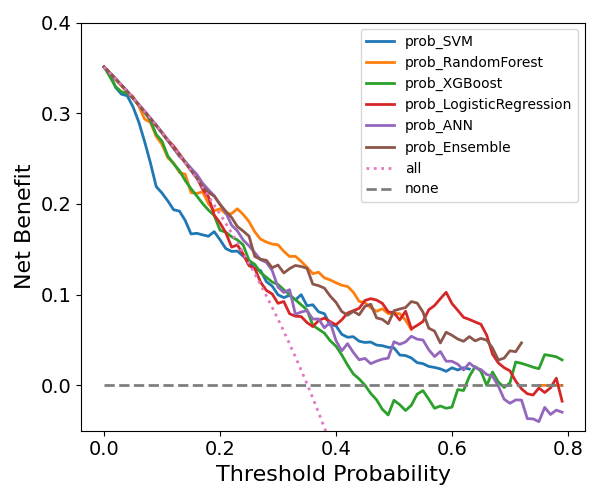 0.4
0.3
0.2
0.1
0.0
Net Benefit
prob_SVM
prob_RandomForest
prob_XGBoost
prob_LogisticRegression
prob_ANN
prob_Ensemble
all
none
0.0 0.2 0.4 0.6 0.8
Threshold Probability